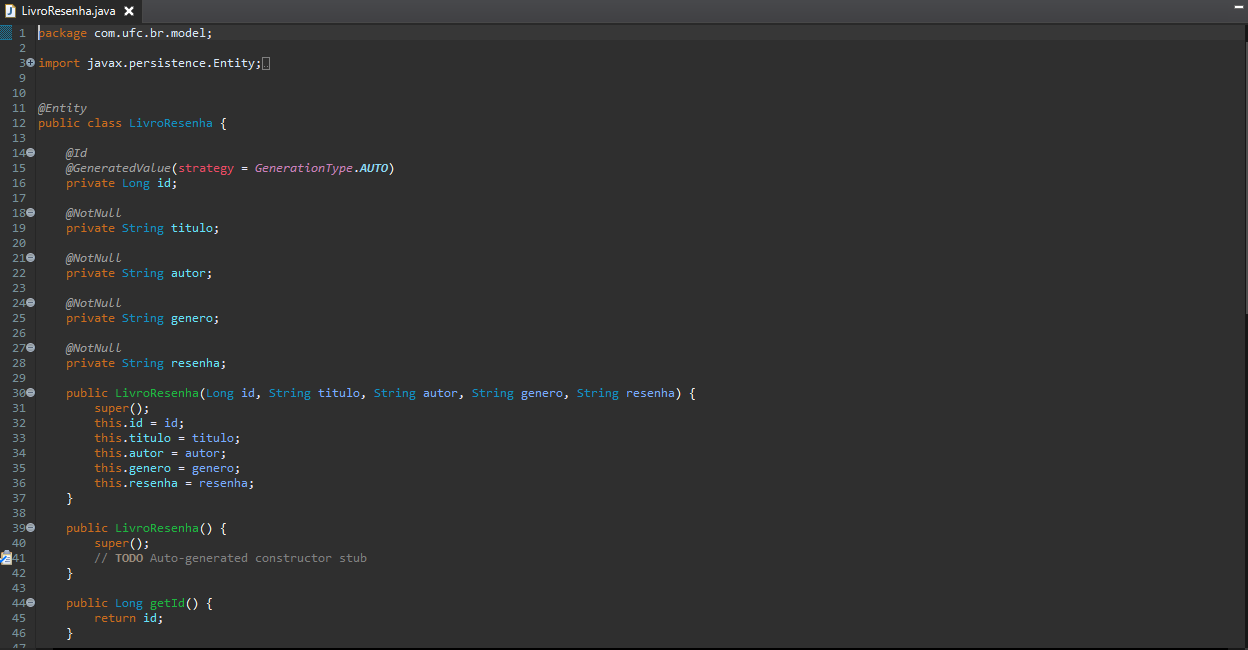 LivroResenha.java
1 package com.ufc.br.model;
2
3 import javax.persistence.Entity;
9
10
11 @Entity
12 public class LivroResenha {
13
14 @Id
15 @GeneratedValue(strategy = GenerationType.AUTO)
16 private Long id;
17
18 @NotNull
19 private String titulo;
20
21 @NotNull
22 private String autor;
23
24 @NotNull
25 private String genero;
26
27 @NotNull
28 private String resenha;
29
30 public LivroResenha(Long id, String titulo, String autor, String genero, String resenha) {
31 super();
32 this.id = id;
33 this.titulo = titulo;
34 this.autor = autor;
35 this.genero = genero;
36 this.resenha = resenha;
37 }
38
39 public LivroResenha() {
40 super();
41 // TODO Auto-generated constructor stub
42 }
43
44 public Long getId() {
45 return id;
46 }
47